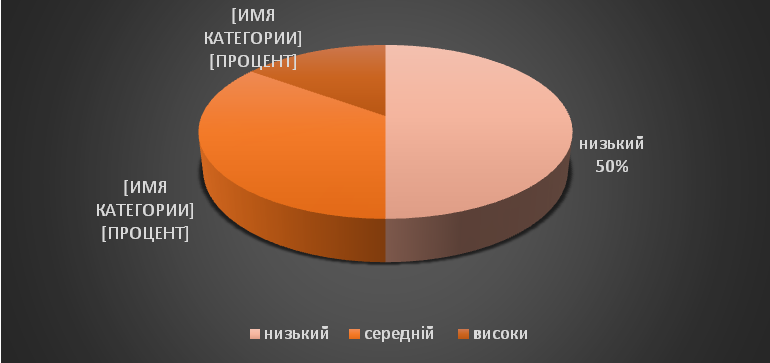 [ИМЯ
КАТЕГОРИИ]
[ПРОЦЕНТ]
низький
50%
[ИМЯ
КАТЕГОРИИ]
[ПРОЦЕНТ]
низький середній високи